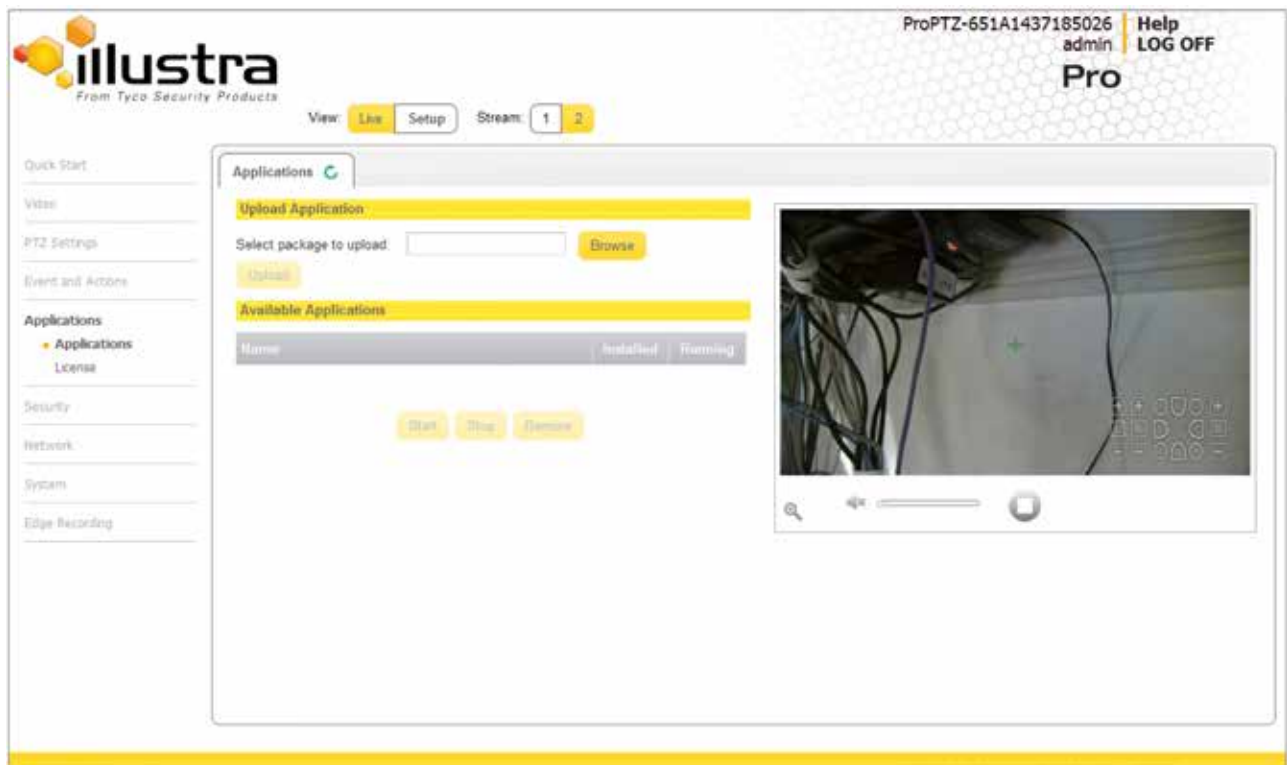 ProPTZ-651A1437185026 Help
admin LOG OFF
Pro
illustra
From Tyco Security Products
View: Live Setup Stream: 1 2
Quick Start
Video
PTZ Settings
Event and Actions
Applications
Applications
License
Security
Network
System
Edge Recording
Applications
Upload Application
Select package to upload
Browse
Upload
Available Applications
Name Installed Running
Start Stop Remove